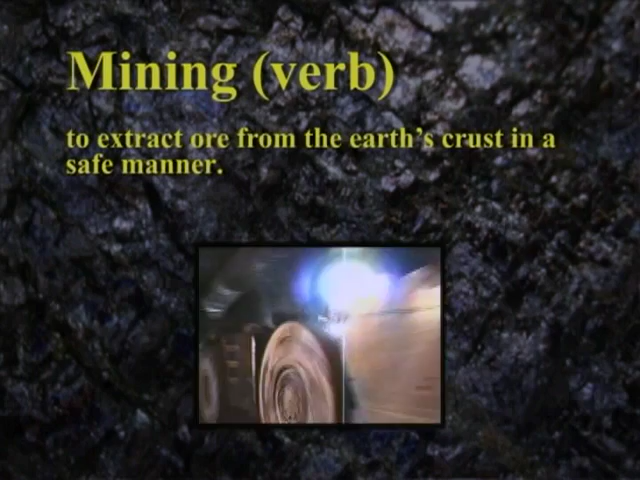 Mining (verb)
to extract ore from the earth's crust in a
safe manner.